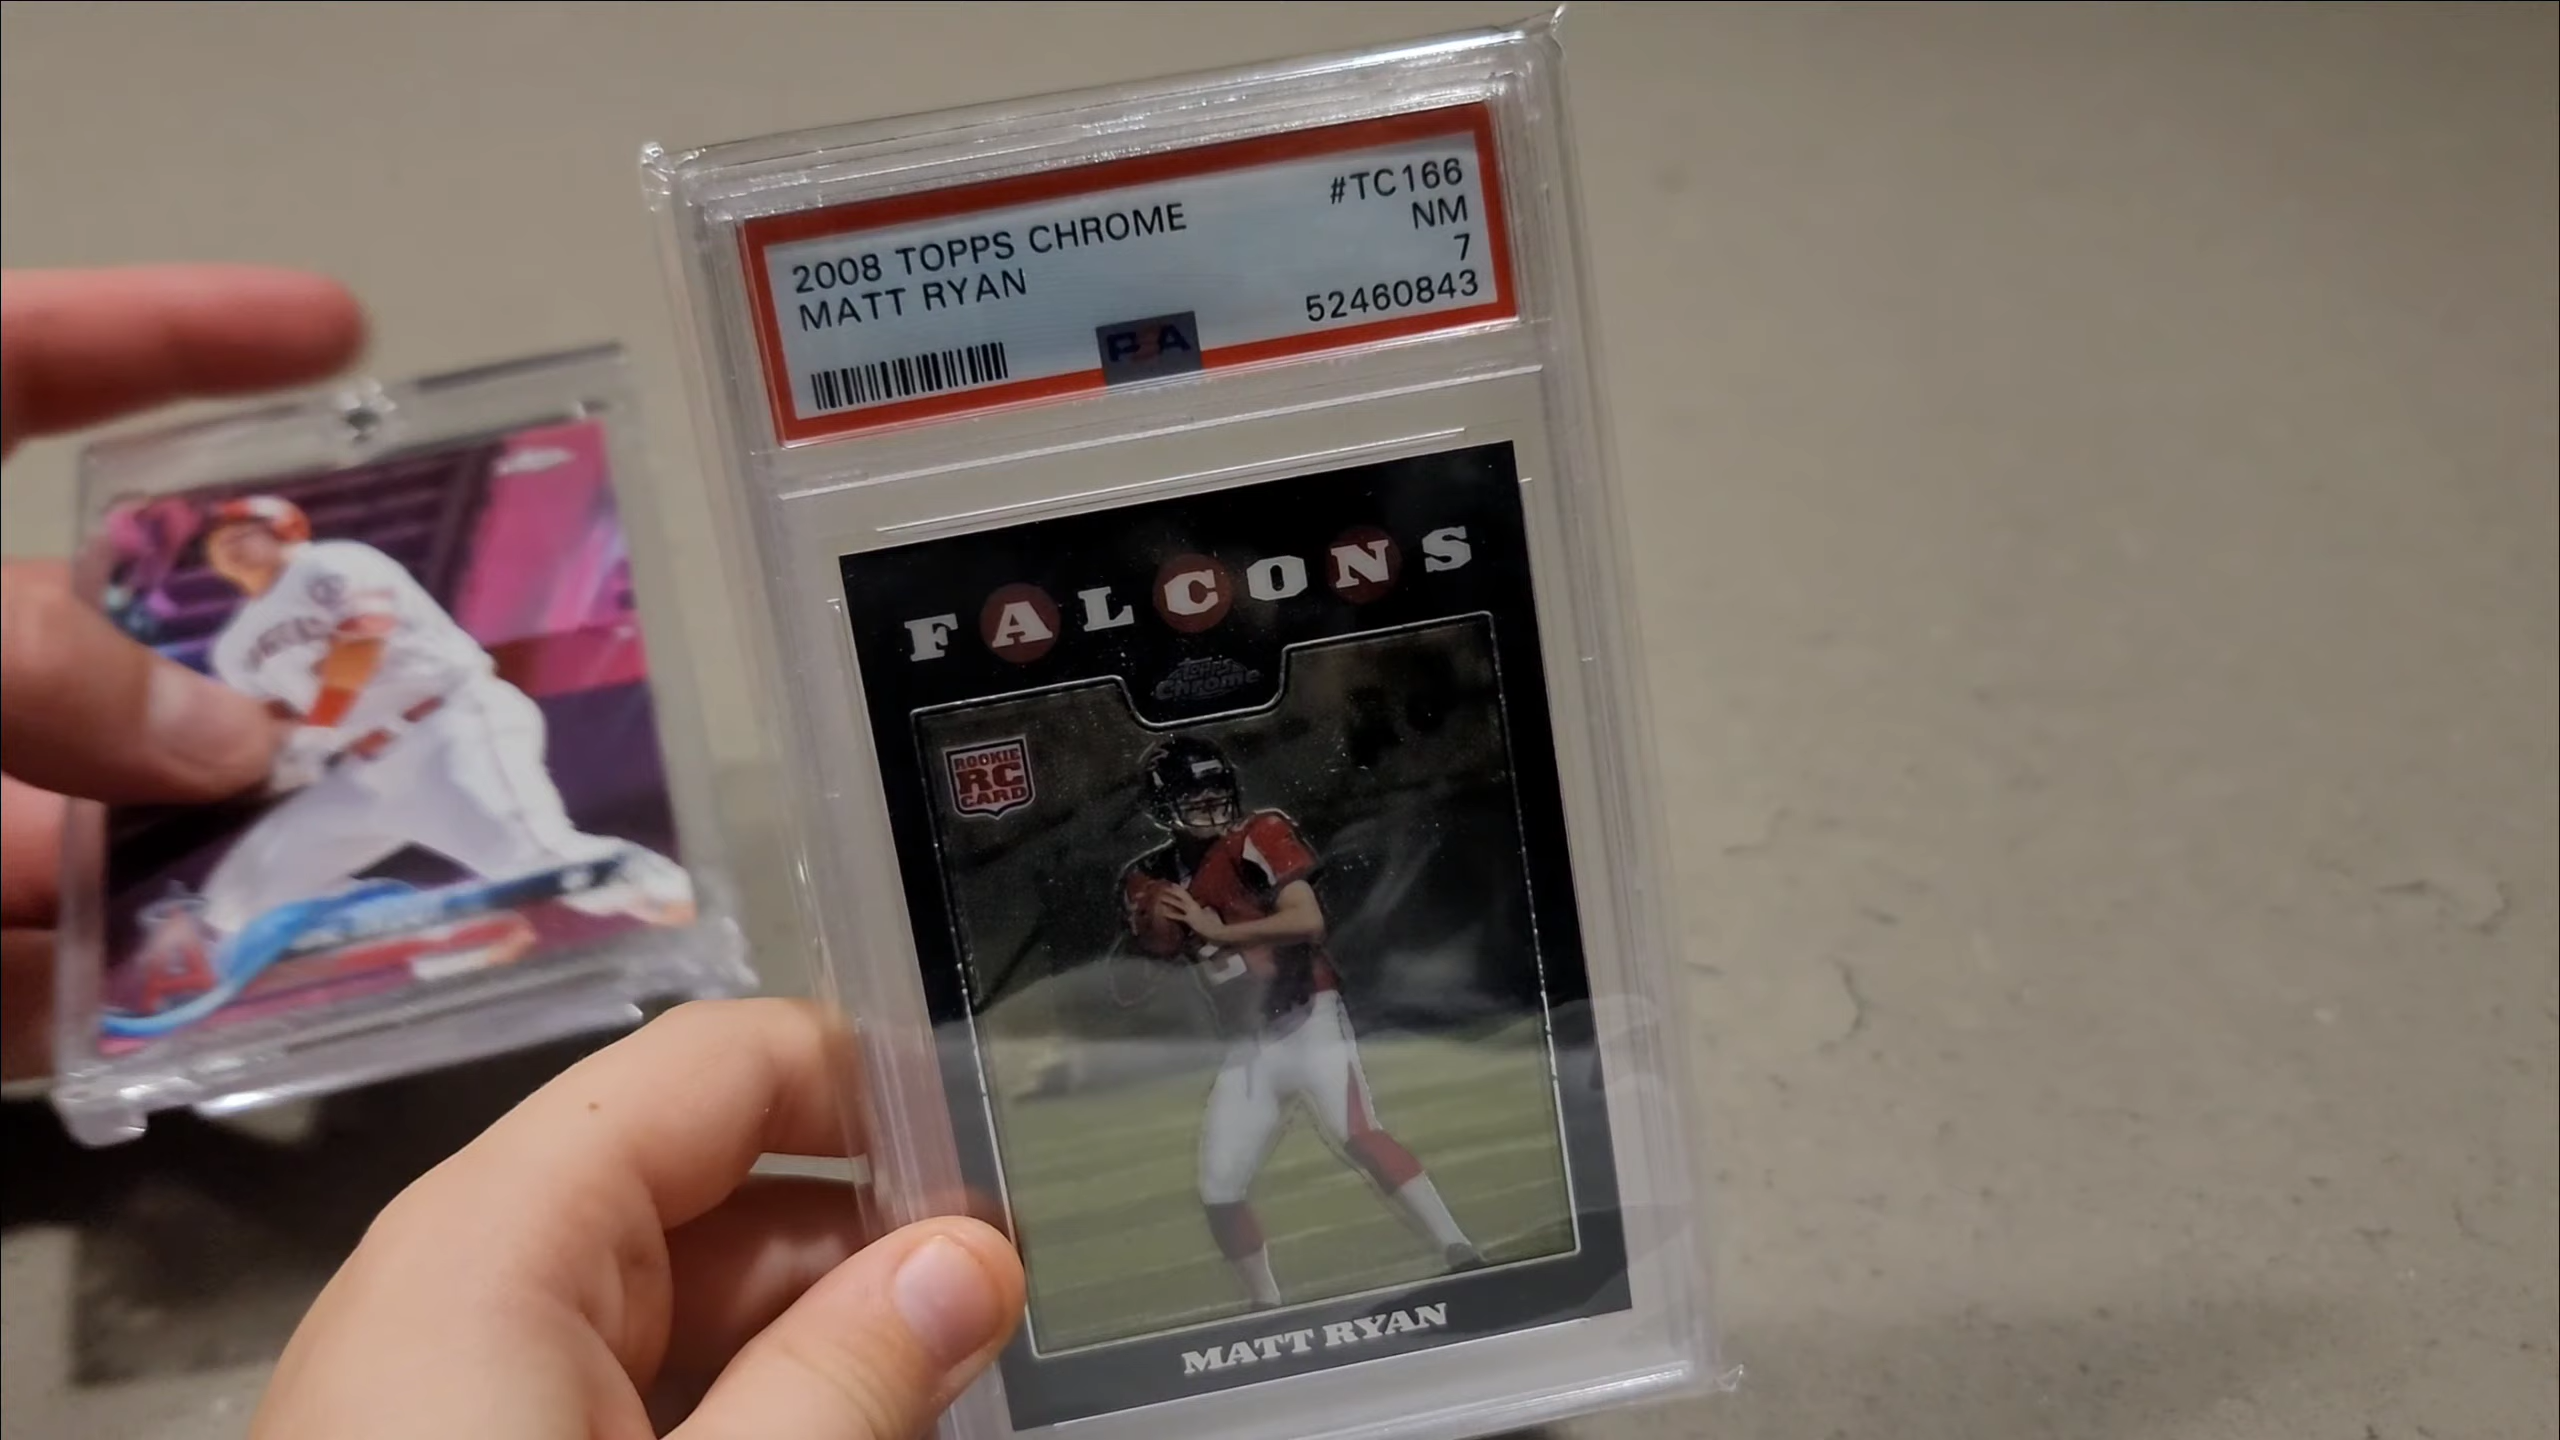 2008 TOPPS CHROME
MATT RYAN
#TC166
NM
7
52460843
PSA
FALCONS
Topps
Chrome
ROOKIE
RC
CARD
MATT RYAN